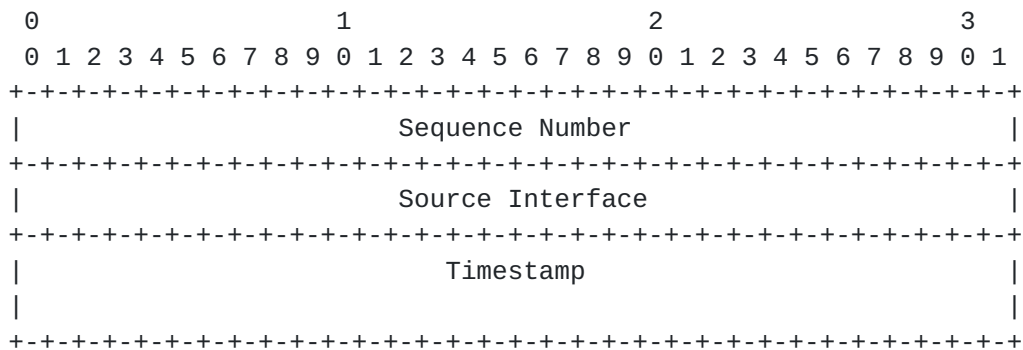 0                   1                   2                   3
 0 1 2 3 4 5 6 7 8 9 0 1 2 3 4 5 6 7 8 9 0 1 2 3 4 5 6 7 8 9 0 1
+-+-+-+-+-+-+-+-+-+-+-+-+-+-+-+-+-+-+-+-+-+-+-+-+-+-+-+-+-+-+-+-+
|                        Sequence Number                        |
+-+-+-+-+-+-+-+-+-+-+-+-+-+-+-+-+-+-+-+-+-+-+-+-+-+-+-+-+-+-+-+-+
|                        Source Interface                       |
+-+-+-+-+-+-+-+-+-+-+-+-+-+-+-+-+-+-+-+-+-+-+-+-+-+-+-+-+-+-+-+-+
|                           Timestamp                           |
|                                                               |
+-+-+-+-+-+-+-+-+-+-+-+-+-+-+-+-+-+-+-+-+-+-+-+-+-+-+-+-+-+-+-+-+